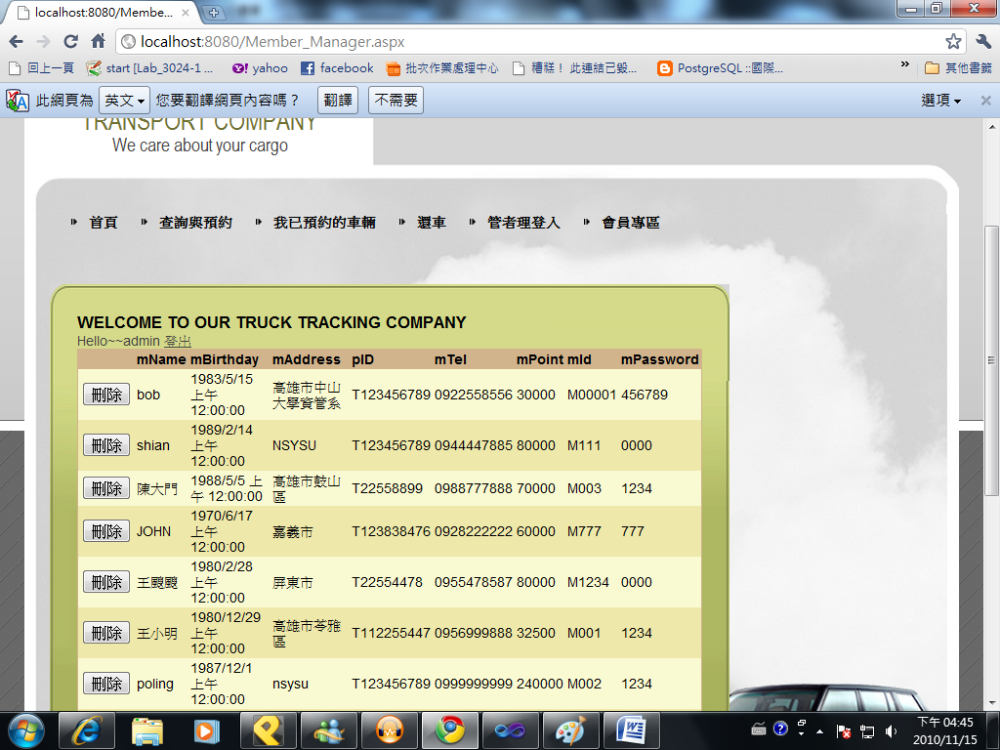 localhost:8080/Membe...
localhost:8080/Member_Manager.aspx
回上一頁 start [Lab_3024-1 ... yahoo facebook 批次作業處理中心 糟糕！ 此連結已毀... PostgreSQL ::國際... » 其他書籤
此網頁為 英文 您要翻譯網頁內容嗎？ 翻譯 不需要 選項
TRANSPORT COMPANY
We care about your cargo
首頁 查詢與預約 我已預約的車輛 還車 管者理登入 會員專區
WELCOME TO OUR TRUCK TRACKING COMPANY
Hello~~admin 登出
mName mBirthday mAddress pID mTel mPoint mId mPassword
刪除 bob 1983/5/15 上午 12:00:00 高雄市中山大學資管系 T123456789 0922558556 30000 M00001 456789
刪除 shian 1989/2/14 上午 12:00:00 NSYSU T123456789 0944447885 80000 M111 0000
刪除 陳大門 1988/5/5 上午 12:00:00 高雄市鼓山區 T22558899 0988777888 70000 M003 1234
刪除 JOHN 1970/6/17 上午 12:00:00 嘉義市 T123838476 0928222222 60000 M777 777
刪除 王颼颼 1980/2/28 上午 12:00:00 屏東市 T22554478 0955478587 80000 M1234 0000
刪除 王小明 1980/12/29 上午 12:00:00 高雄市苓雅區 T112255447 0956999888 32500 M001 1234
刪除 poling 1987/12/1 上午 12:00:00 nsysu T123456789 0999999999 240000 M002 1234
下午 04:45
2010/11/15